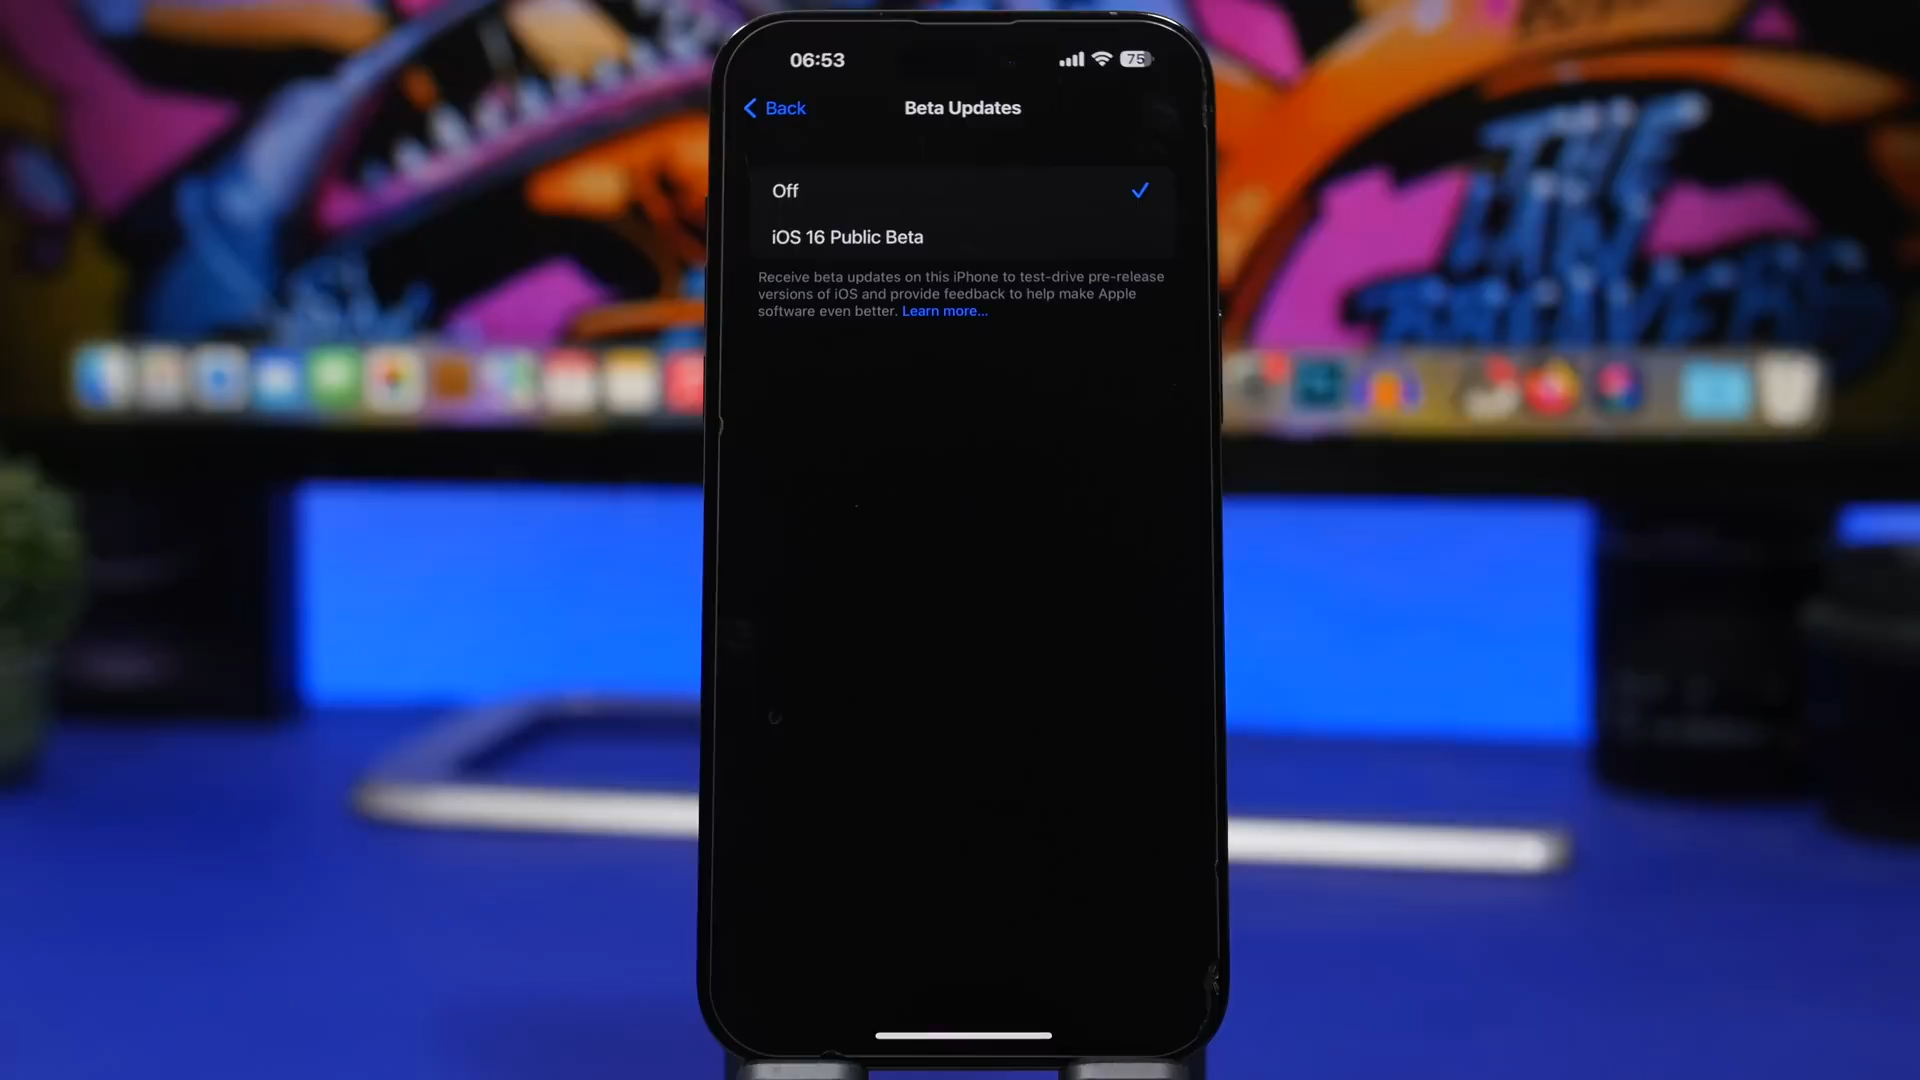 06:53
75
Back
Beta Updates
Off
iOS 16 Public Beta
Receive beta updates on this iPhone to test-drive pre-release
versions of iOS and provide feedback to help make Apple
software even better. Learn more...
THE